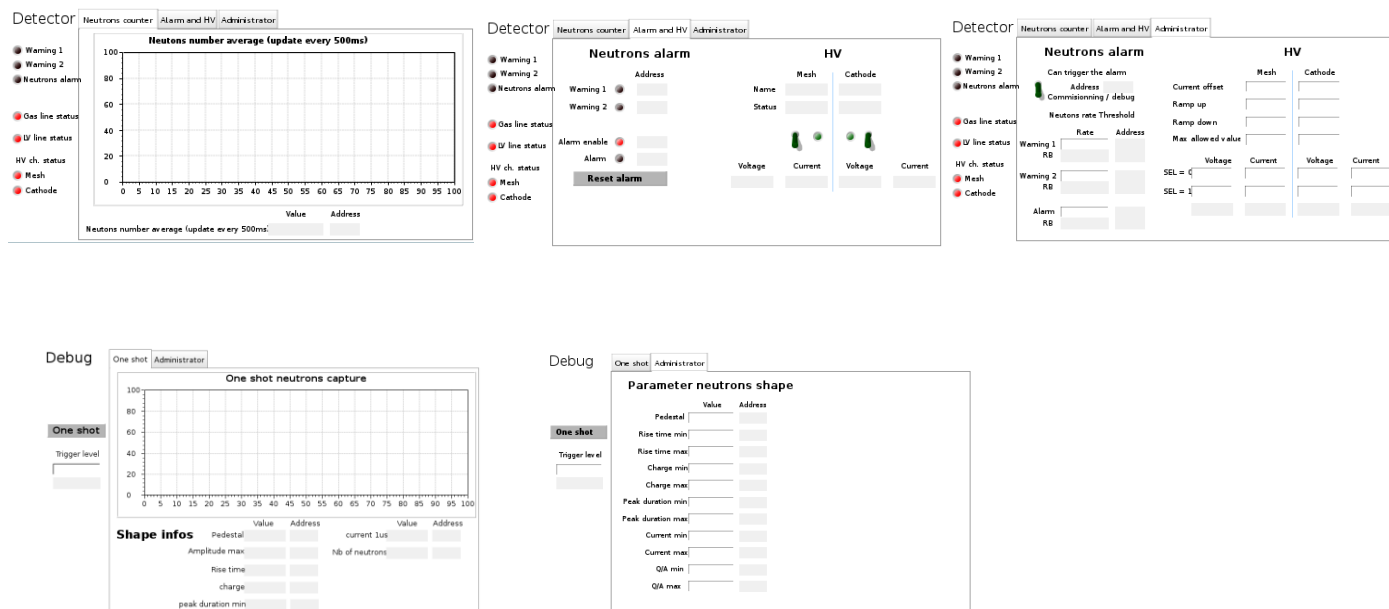 Detector
Neutrons counter Alarm and HV Administrator
Warning 1
Warning 2
Neutrons alarm
Gas line status
LV line status
HV ch. status
Mesh
Cathode
Neutons number average (update every 500ms)
100
80
60
40
20
0
0 5 10 15 20 25 30 35 40 45 50 55 60 65 70 75 80 85 90 95 100
Value Address
Neutons number average (update every 500ms)
Detector
Neutrons counter Alarm and HV Administrator
Warning 1
Warning 2
Neutrons alarm
Gas line status
LV line status
HV ch. status
Mesh
Cathode
Neutrons alarm
Address
Warning 1
Warning 2
Alarm enable
Alarm
Reset alarm
HV
Mesh Cathode
Name
Status
Voltage Current Voltage Current
Detector
Neutrons counter Alarm and HV Administrator
Warning 1
Warning 2
Neutrons alarm
Gas line status
LV line status
HV ch. status
Mesh
Cathode
Neutrons alarm
Can trigger the alarm
Address
Commisionning / debug
Neutrons rate Threshold
Rate Address
Warning 1
RB
Warning 2
RB
Alarm
RB
HV
Mesh Cathode
Current offset
Ramp up
Ramp down
Max allowed value
Voltage Current Voltage Current
SEL = 0
SEL = 1
Debug
One shot Administrator
One shot
Trigger level
One shot neutrons capture
100
80
60
40
20
0
0 5 10 15 20 25 30 35 40 45 50 55 60 65 70 75 80 85 90 95 100
Value Address Value Address
Shape infos Pedestal current 1us
Amplitude max Nb of neutrons
Rise time
charge
peak duration min
Debug
One shot Administrator
One shot
Trigger level
Parameter neutrons shape
Value Address
Pedestal
Rise time min
Rise time max
Charge min
Charge max
Peak duration min
Peak duration max
Current min
Current max
Q/A min
Q/A max